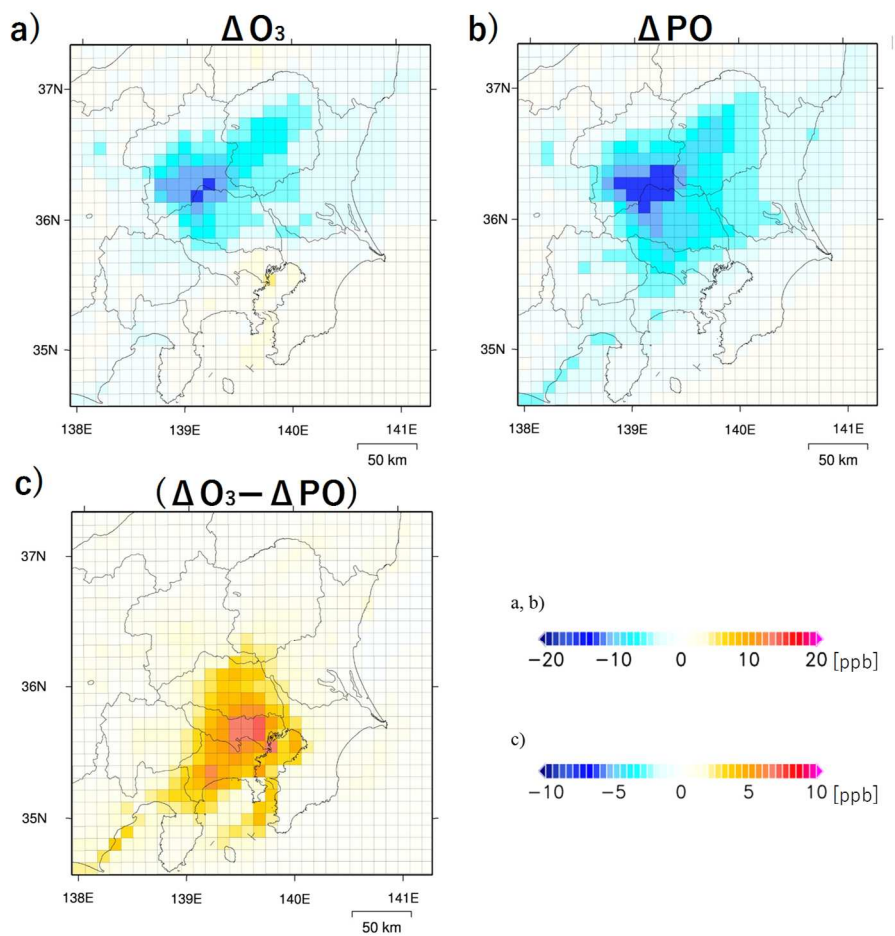 a) ΔO₃
b) ΔPO
37N
36N
35N
138E 139E 140E 141E
50 km
37N
36N
35N
138E 139E 140E 141E
50 km
c) (ΔO₃− ΔPO)
37N
36N
35N
138E 139E 140E 141E
50 km
a, b)
−20 −10 0 10 20 [ppb]
c)
−10 −5 0 5 10 [ppb]